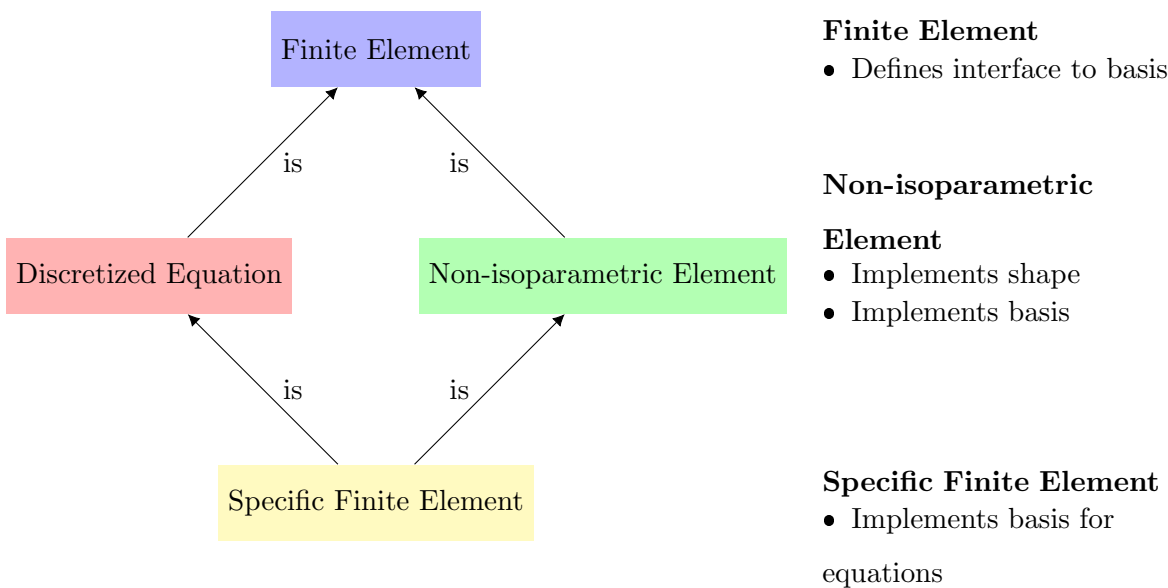 Finite Element
is
is
Discretized Equation
Non-isoparametric Element
is
is
Specific Finite Element
Finite Element
• Defines interface to basis
Non-isoparametric
Element
• Implements shape
• Implements basis
Specific Finite Element
• Implements basis for
equations